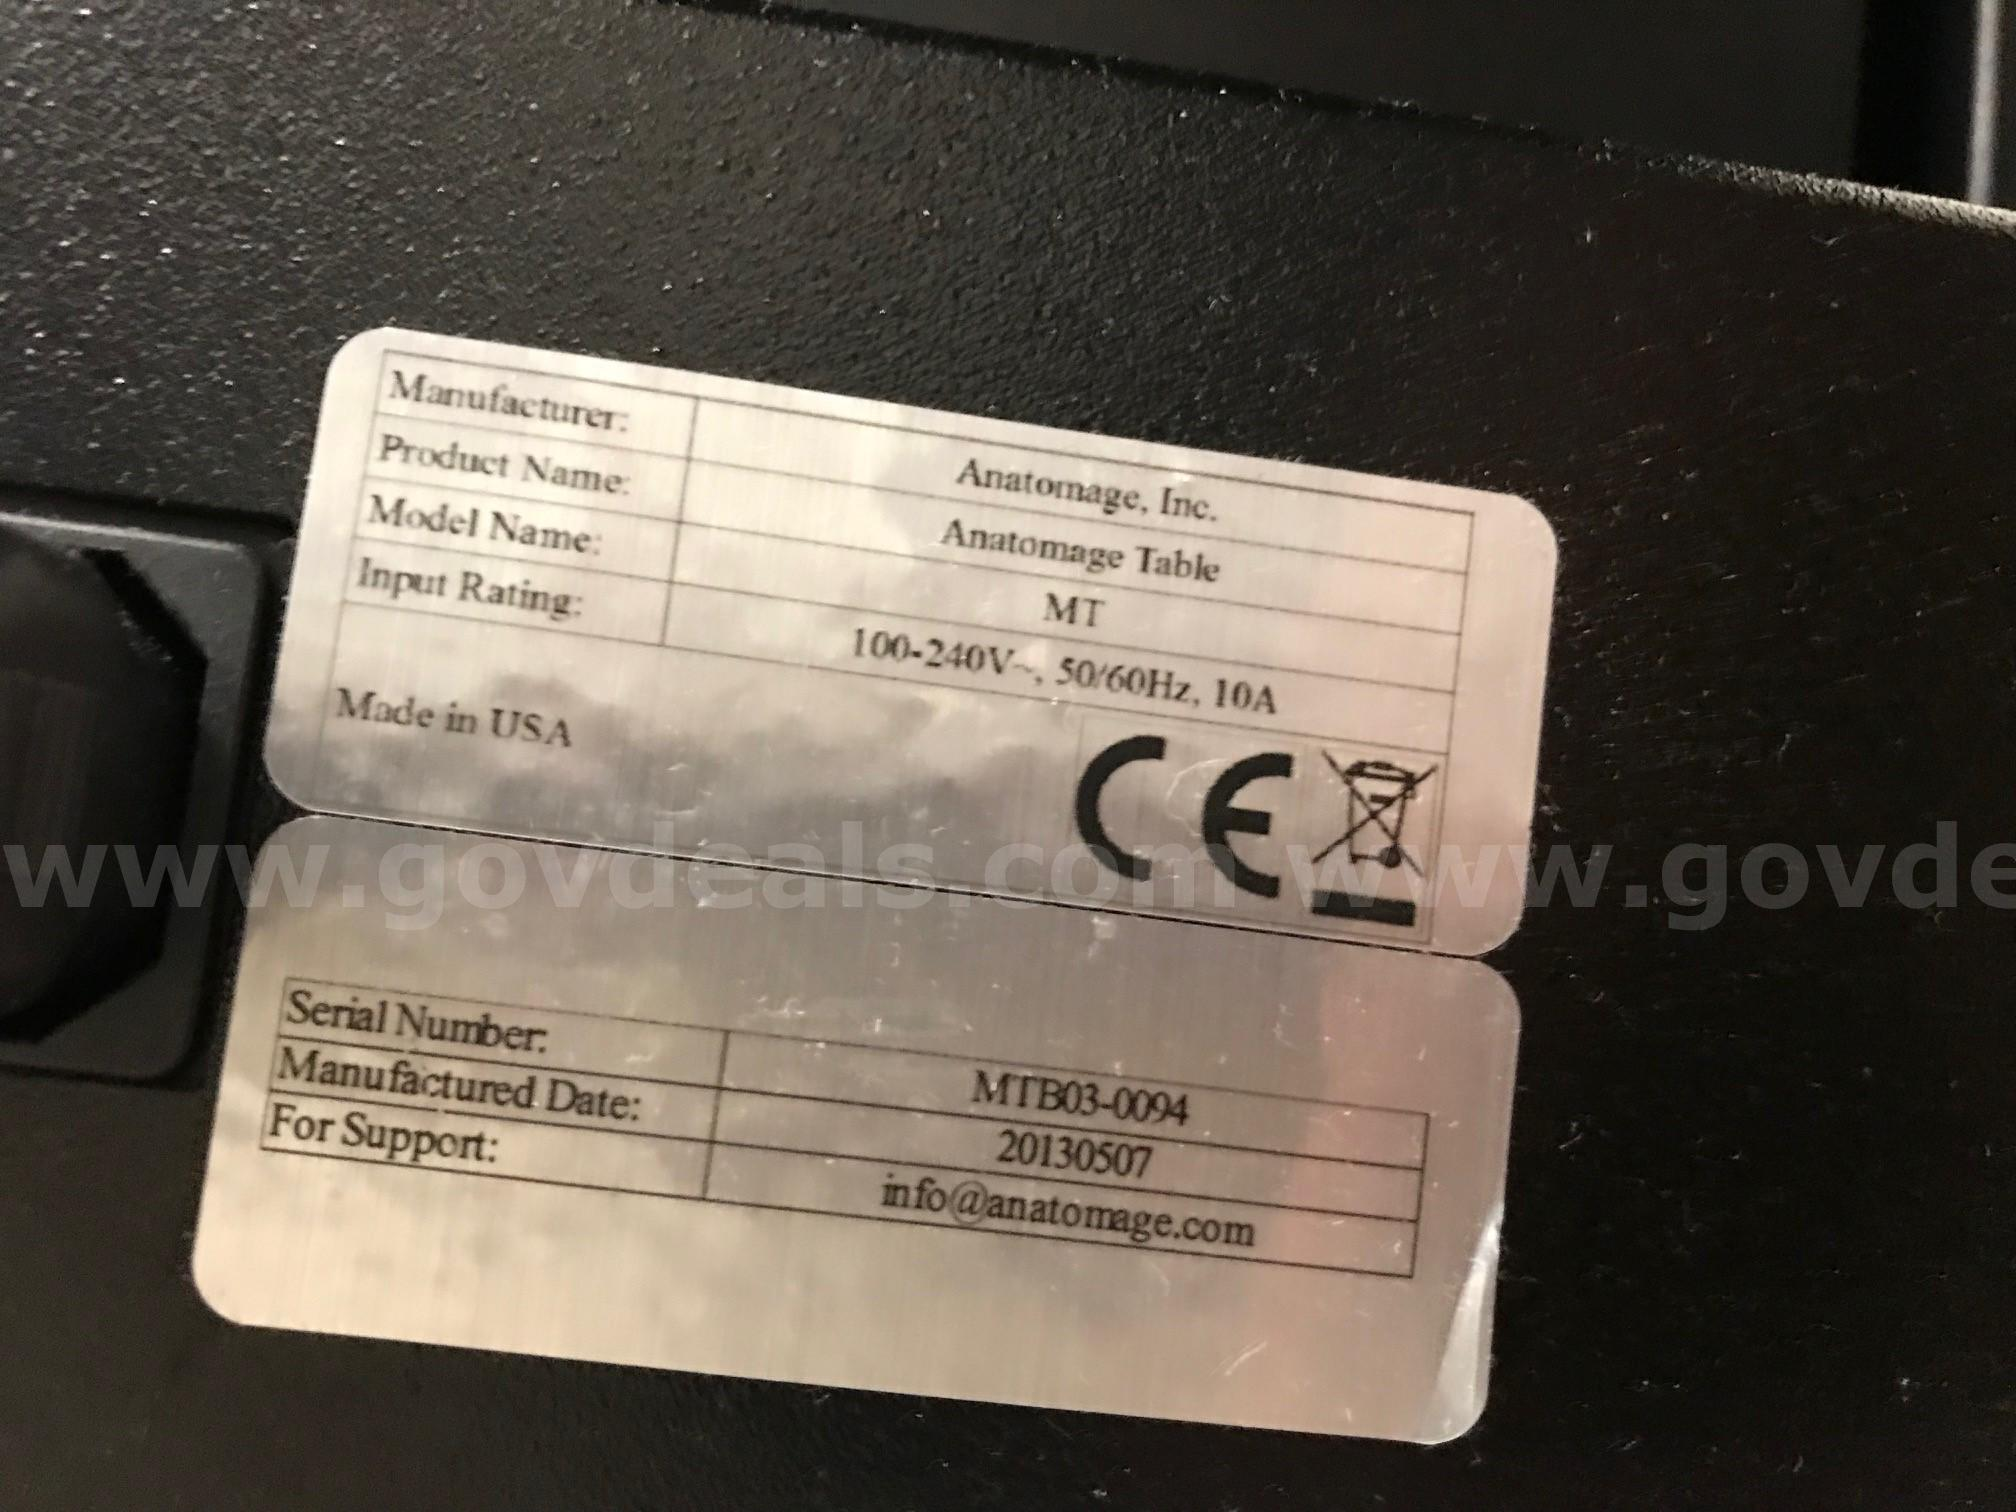 Manufacturer: Anatomage, Inc.
Product Name: Anatomage Table
Model Name: MT
Input Rating: 100-240V~, 50/60Hz, 10A
Made in USA
CE
www.govdeals.com www.govde
Serial Number: MTB03-0094
Manufactured Date: 20130507
For Support: info@anatomage.com